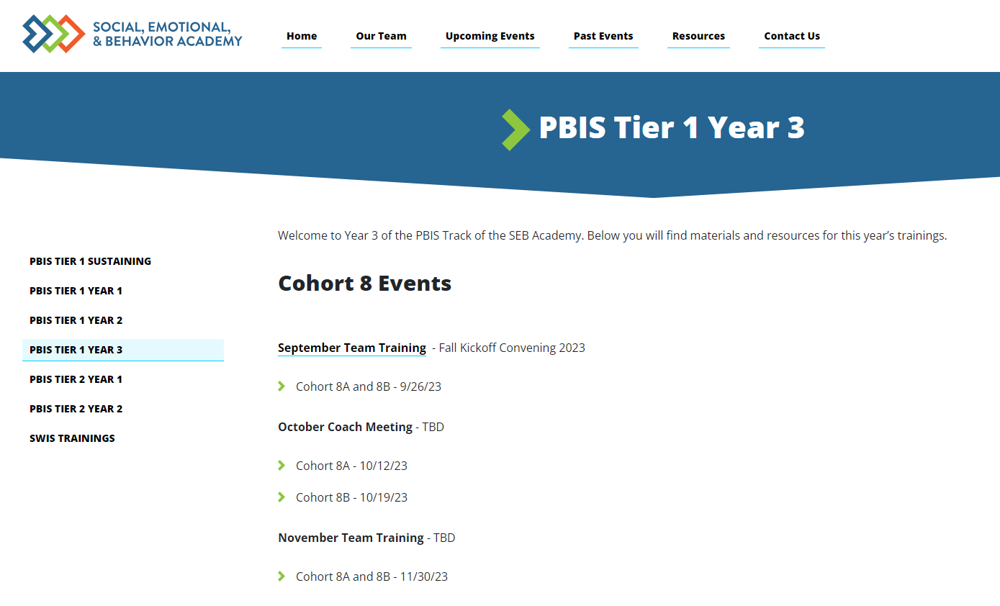 SOCIAL, EMOTIONAL,
& BEHAVIOR ACADEMY
Home
Our Team
Upcoming Events
Past Events
Resources
Contact Us
PBIS Tier 1 Year 3
PBIS TIER 1 SUSTAINING
PBIS TIER 1 YEAR 1
PBIS TIER 1 YEAR 2
PBIS TIER 1 YEAR 3
PBIS TIER 2 YEAR 1
PBIS TIER 2 YEAR 2
SWIS TRAININGS
Welcome to Year 3 of the PBIS Track of the SEB Academy. Below you will find materials and resources for this year’s trainings.
Cohort 8 Events
September Team Training - Fall Kickoff Convening 2023
Cohort 8A and 8B - 9/26/23
October Coach Meeting - TBD
Cohort 8A - 10/12/23
Cohort 8B - 10/19/23
November Team Training - TBD
Cohort 8A and 8B - 11/30/23